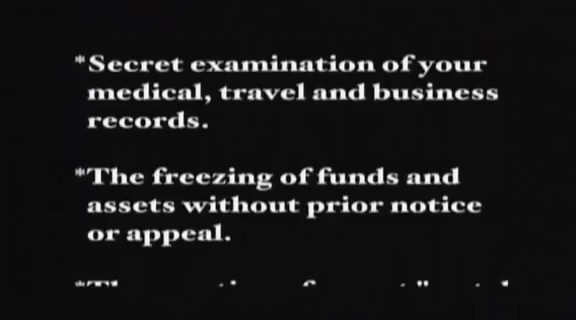 *Secret examination of your
medical, travel and business
records.
*The freezing of funds and
assets without prior notice
or appeal.